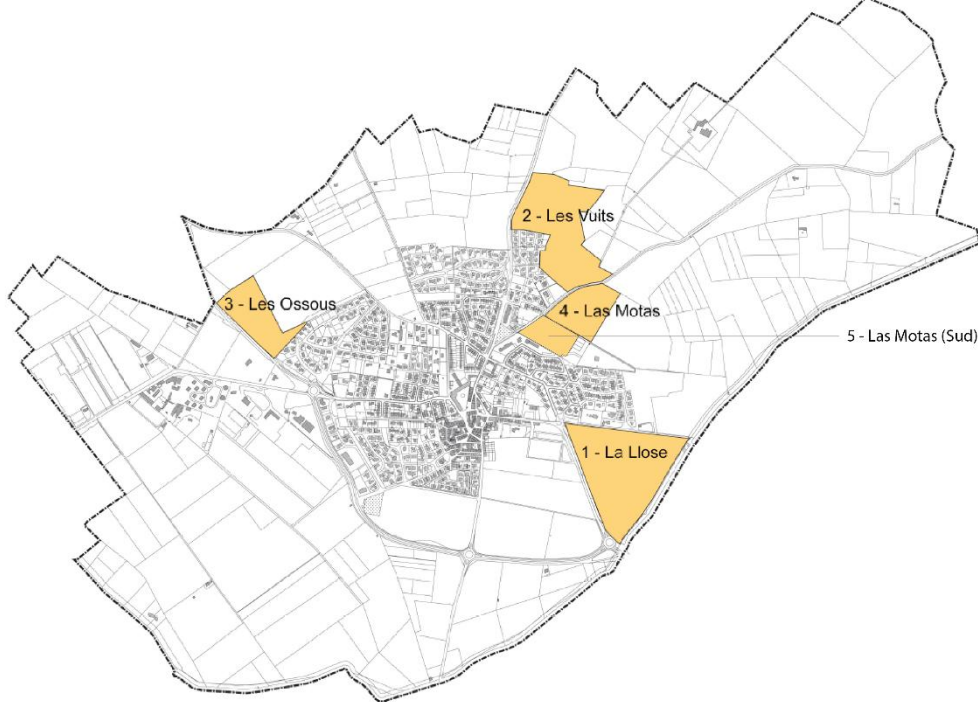 2 - Les Vuits
3 - Les Ossous
4 - Las Motas
5 - Las Motas (Sud)
1 - La Llose